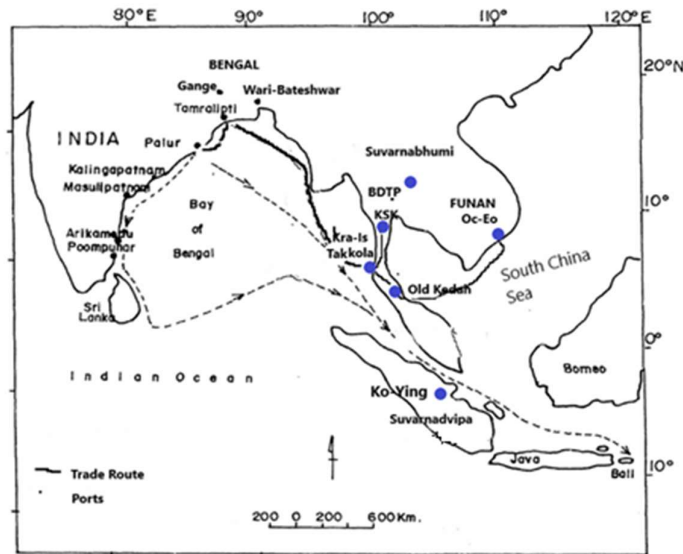 80°E 90°E 100°E 110°E 120°E
20°N
BENGAL
Gange
Wari-Bateshwar
Tamralipti
INDIA
Palur
Suvarnabhumi
Kalingapatnam
Masulipatnam
BDTP
FUNAN
Oc-Eo
10°N
Bay
of
Bengal
KSK
Arikamedu
Poompuhar
Kra-Is
Takkola
South China
Sea
Old Kedah
Sri
Lanka
0°N
Borneo
Indian Ocean
Ko-Ying
Suvarnadvipa
Java
Bali
10°N
Trade Route
Ports
200 0 200 600 Km.